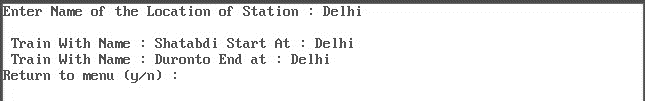 Enter Name of the Location of Station : Delhi
Train With Name : Shatabdi Start At : Delhi
Train With Name : Duronto End at : Delhi
Return to menu (y/n) :